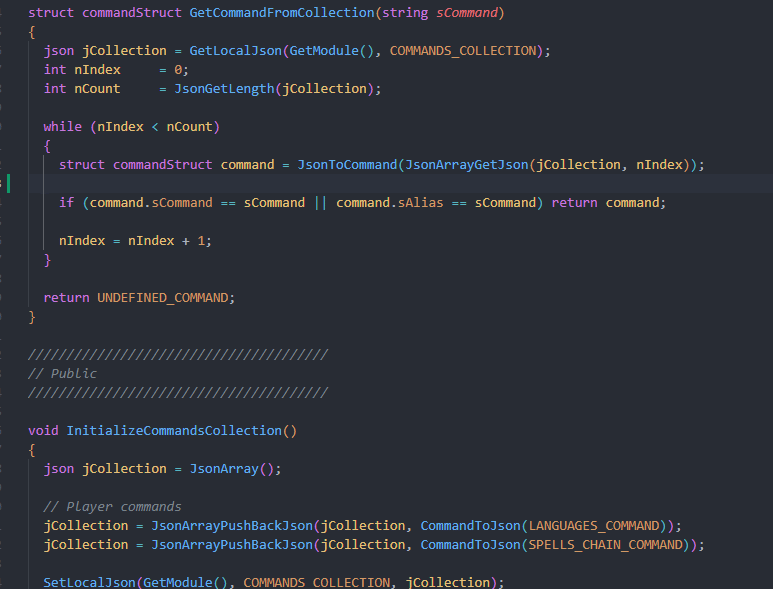 struct commandStruct GetCommandFromCollection(string sCommand)
{
  json jCollection = GetLocalJson(GetModule(), COMMANDS_COLLECTION);
  int nIndex     = 0;
  int nCount     = JsonGetLength(jCollection);

  while (nIndex < nCount)
  {
    struct commandStruct command = JsonToCommand(JsonArrayGetJson(jCollection, nIndex));

    if (command.sCommand == sCommand || command.sAlias == sCommand) return command;

    nIndex = nIndex + 1;
  }

  return UNDEFINED_COMMAND;
}

///////////////////////////////////////
// Public
///////////////////////////////////////

void InitializeCommandsCollection()
{
  json jCollection = JsonArray();

  // Player commands
  jCollection = JsonArrayPushBackJson(jCollection, CommandToJson(LANGUAGES_COMMAND));
  jCollection = JsonArrayPushBackJson(jCollection, CommandToJson(SPELLS_CHAIN_COMMAND));

  SetLocalJson(GetModule(), COMMANDS_COLLECTION, jCollection);